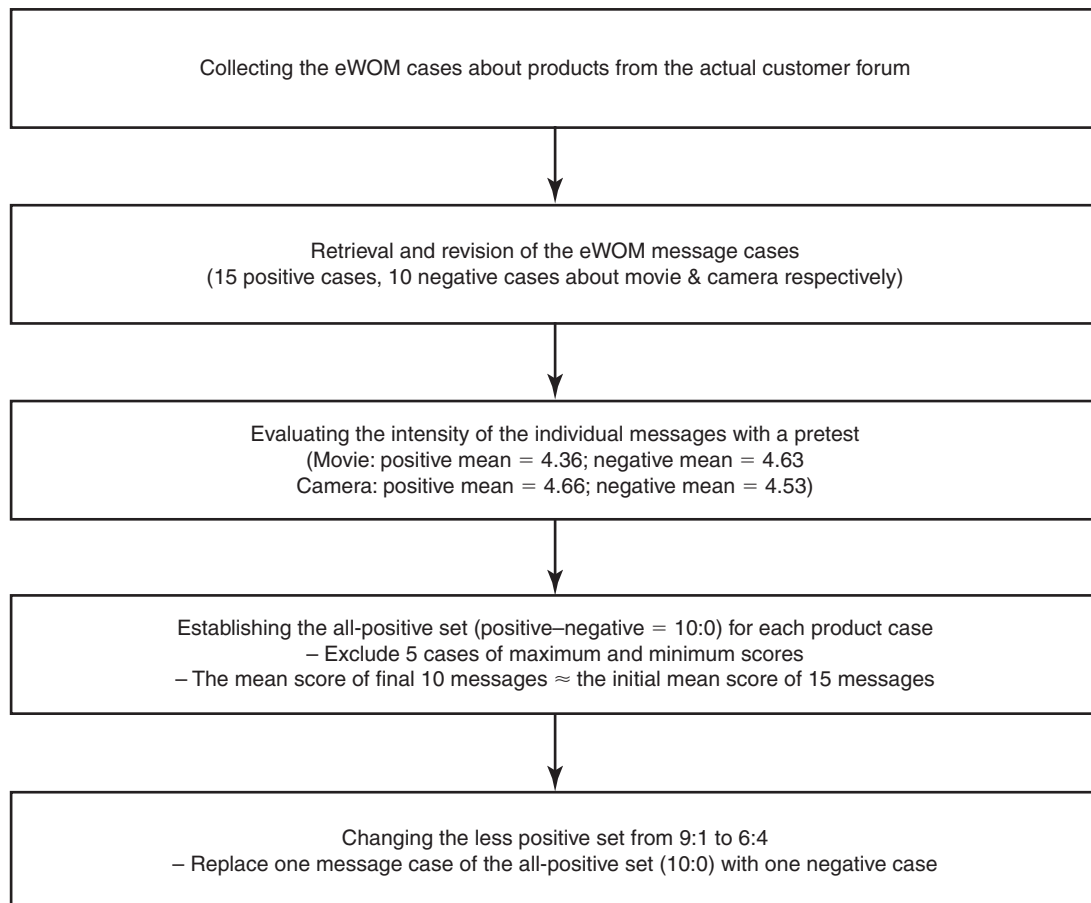 Collecting the eWOM cases about products from the actual customer forum
Retrieval and revision of the eWOM message cases
(15 positive cases, 10 negative cases about movie & camera respectively)
Evaluating the intensity of the individual messages with a pretest
(Movie: positive mean = 4.36; negative mean = 4.63
Camera: positive mean = 4.66; negative mean = 4.53)
Establishing the all-positive set (positive–negative = 10:0) for each product case
– Exclude 5 cases of maximum and minimum scores
– The mean score of final 10 messages ≈ the initial mean score of 15 messages
Changing the less positive set from 9:1 to 6:4
– Replace one message case of the all-positive set (10:0) with one negative case